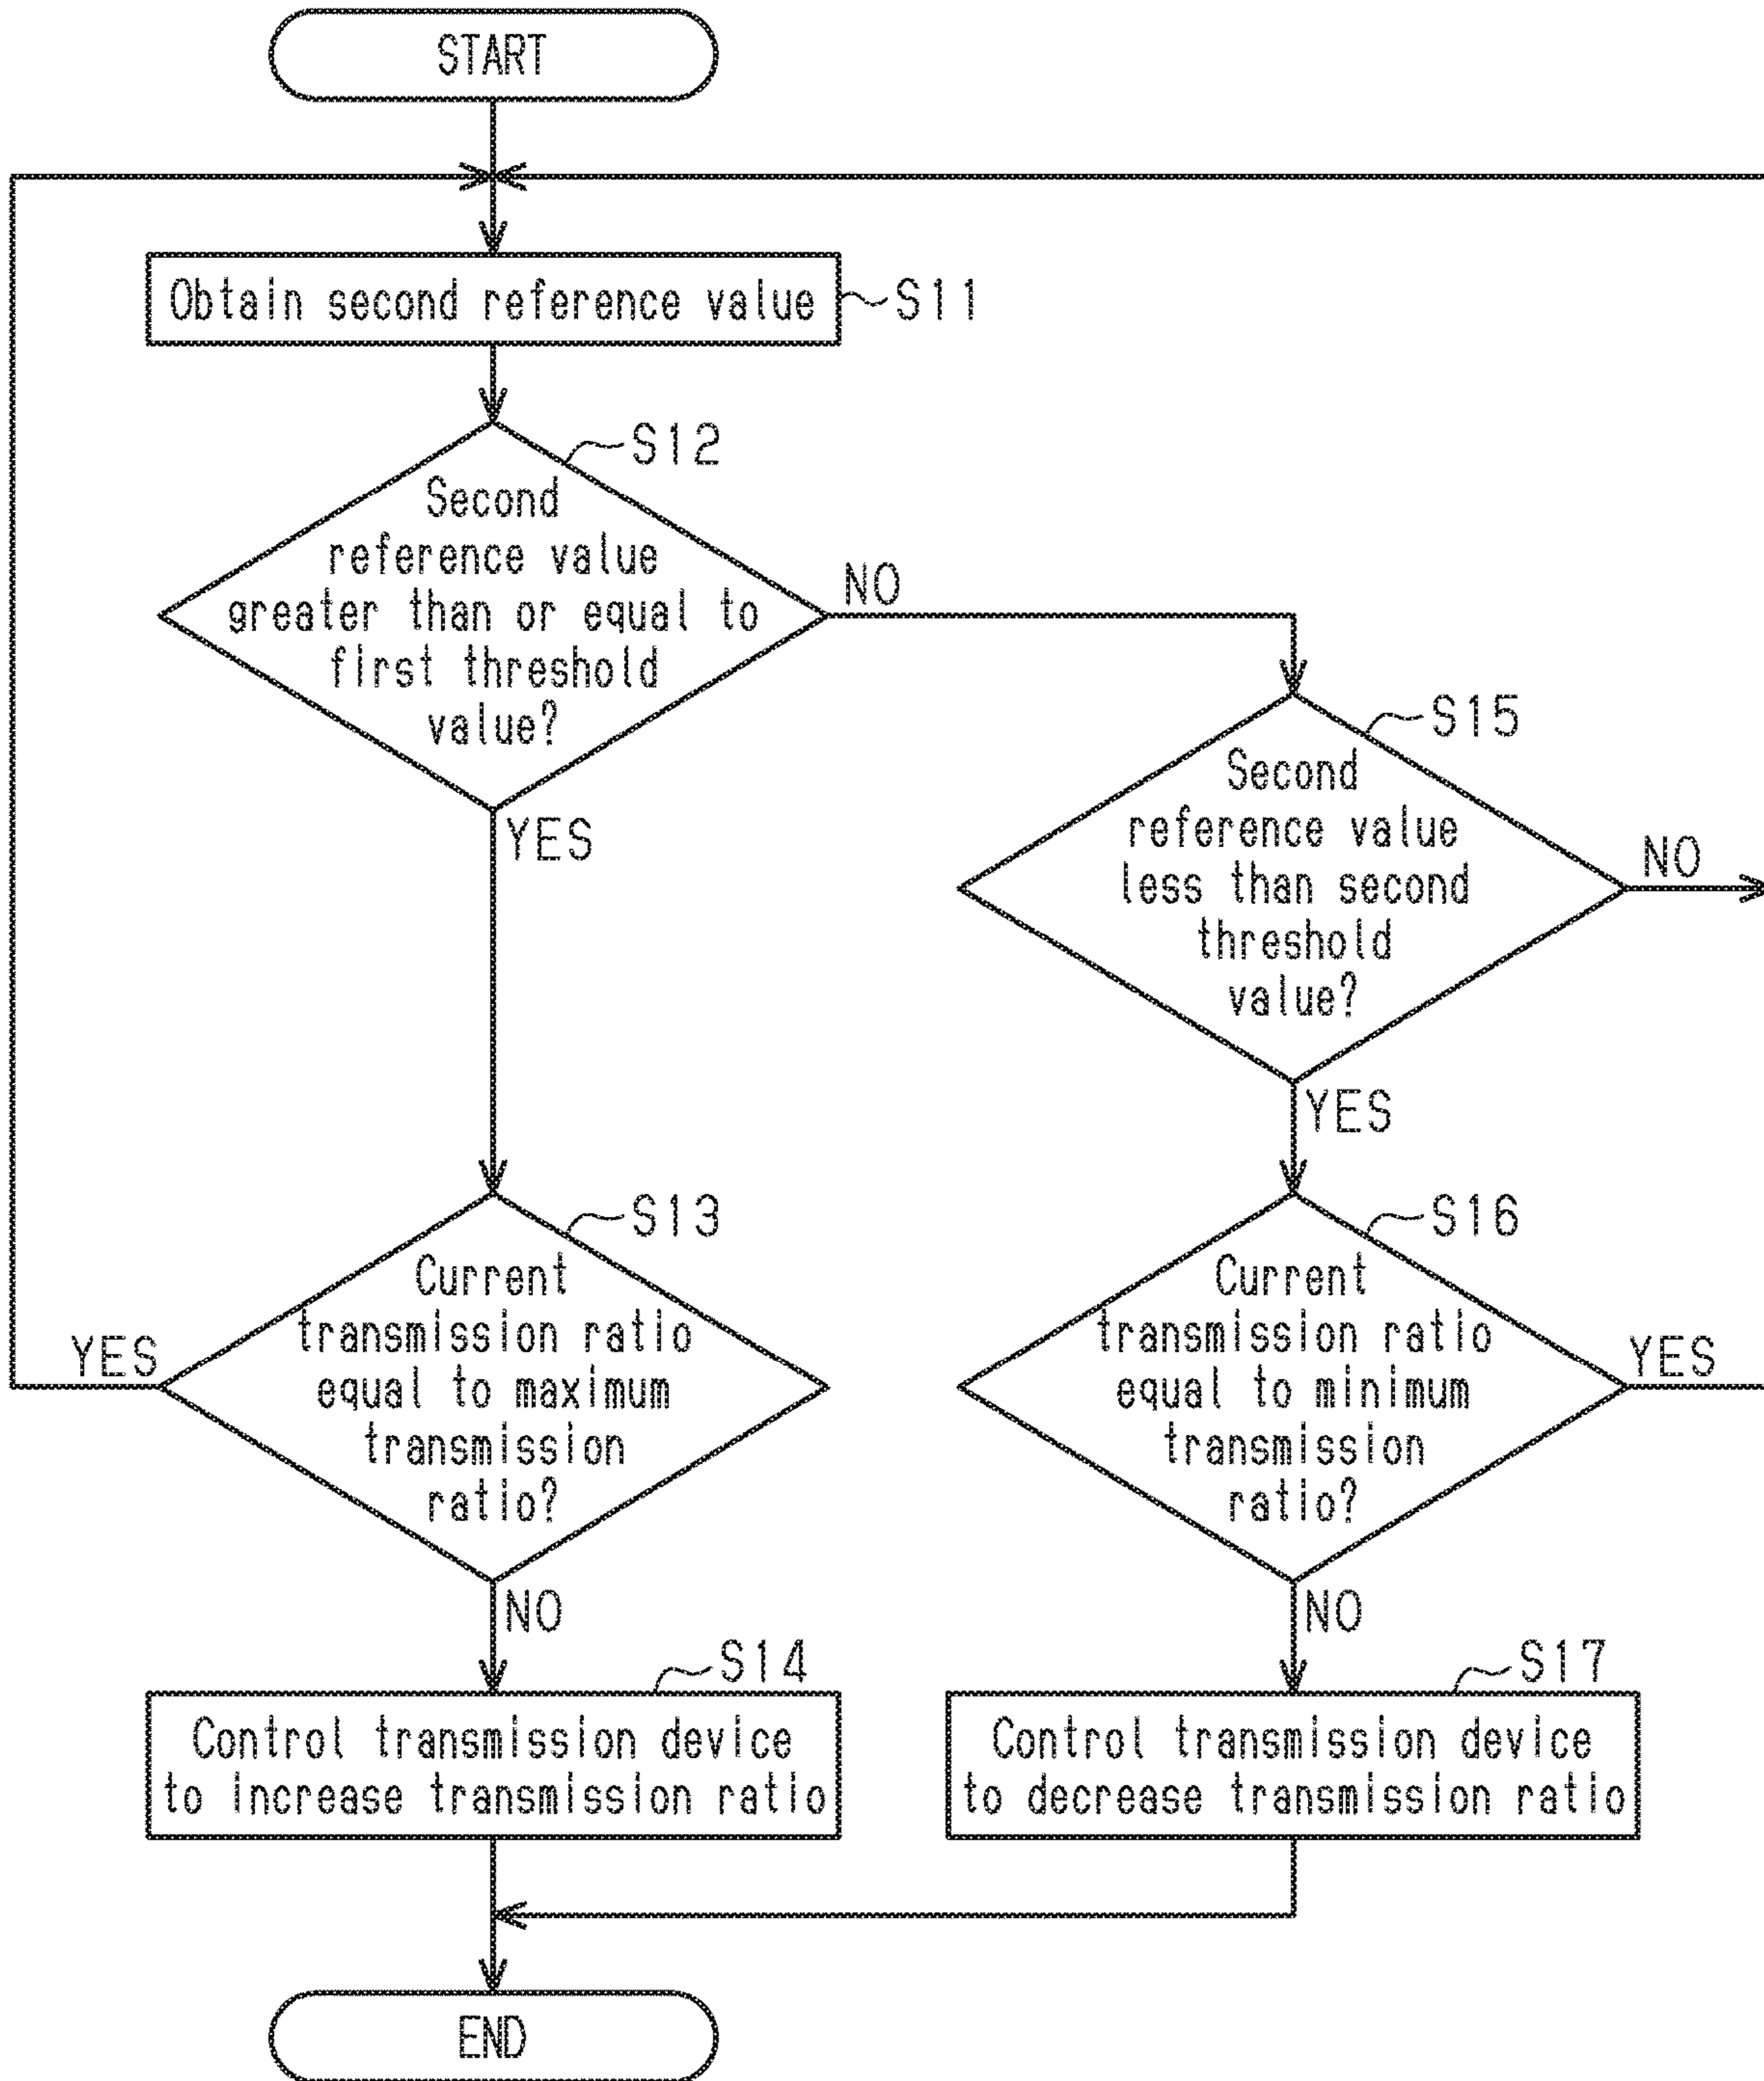 START
Obtain second reference value
S11
S12
Second
reference value
greater than or equal to
first threshold
value?
NO
YES
S15
Second
reference value
less than second
threshold
value?
NO
YES
S13
Current
transmission ratio
equal to maximum
transmission
ratio?
YES
NO
S16
Current
transmission ratio
equal to minimum
transmission
ratio?
YES
NO
S14
Control transmission device
to increase transmission ratio
S17
Control transmission device
to decrease transmission ratio
END